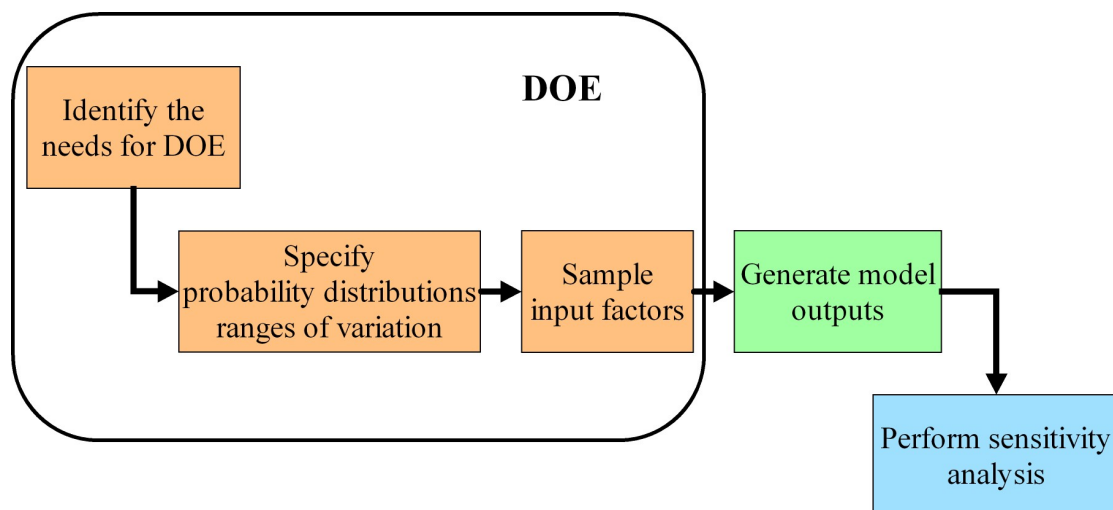 DOE
Identify the
needs for DOE
Specify
probability distributions
ranges of variation
Sample
input factors
Generate model
outputs
Perform sensitivity
analysis